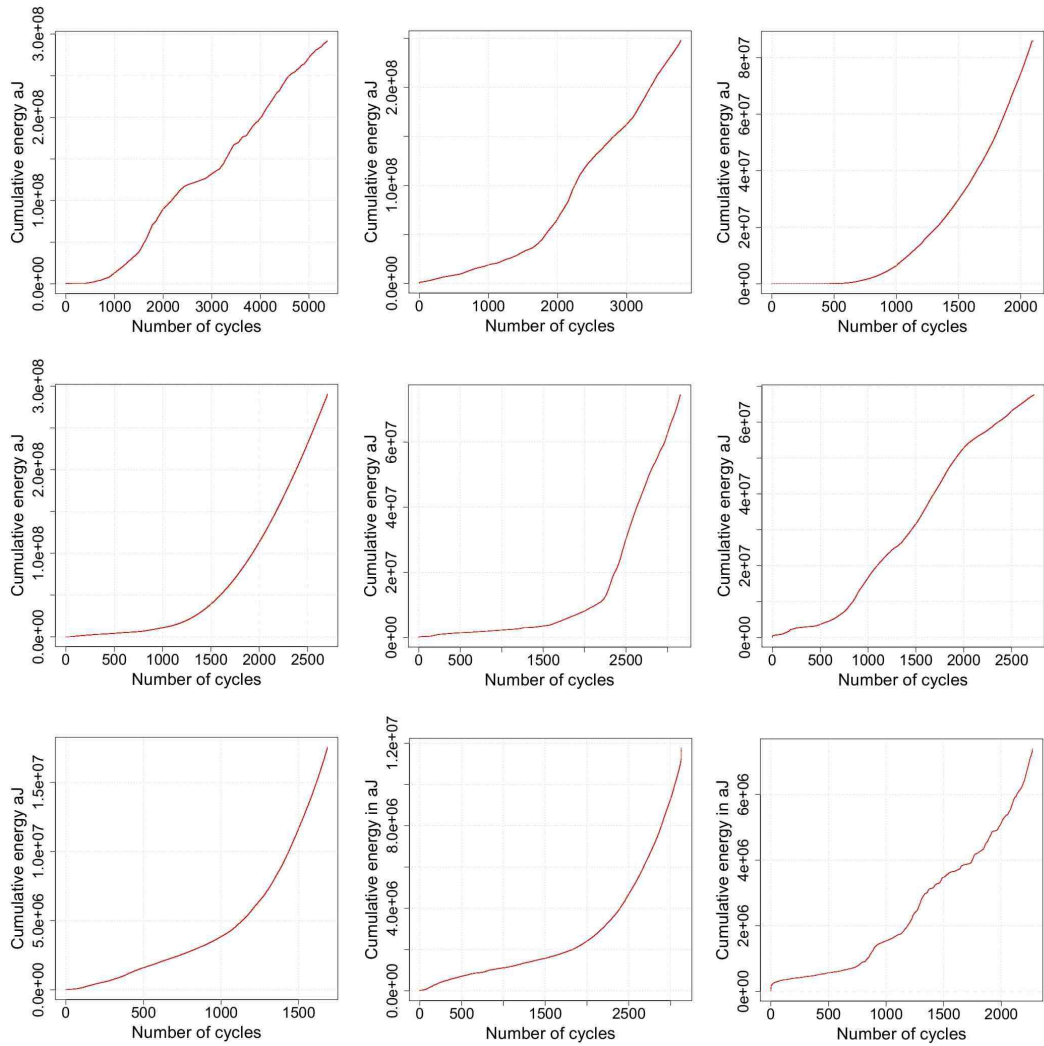 Cumulative energy aJ
3.0e+08
2.0e+08
1.0e+08
0.0e+00
0 1000 2000 3000 4000 5000
Number of cycles
Cumulative energy aJ
2.0e+08
1.0e+08
0.0e+00
0 1000 2000 3000
Number of cycles
Cumulative energy aJ
8e+07
6e+07
4e+07
2e+07
0e+00
0 500 1000 1500 2000
Number of cycles
Cumulative energy aJ
3.0e+08
2.0e+08
1.0e+08
0.0e+00
0 500 1000 1500 2000 2500
Number of cycles
Cumulative energy aJ
6e+07
4e+07
2e+07
0e+00
0 500 1500 2500
Number of cycles
Cumulative energy aJ
6e+07
4e+07
2e+07
0e+00
0 500 1000 1500 2000 2500
Number of cycles
Cumulative energy aJ
1.5e+07
1.0e+07
5.0e+06
0.0e+00
0 500 1000 1500
Number of cycles
Cumulative energy in aJ
1.2e+07
8.0e+06
4.0e+06
0.0e+00
0 500 1500 2500
Number of cycles
Cumulative energy in aJ
6e+06
4e+06
2e+06
0e+00
0 500 1000 1500 2000
Number of cycles